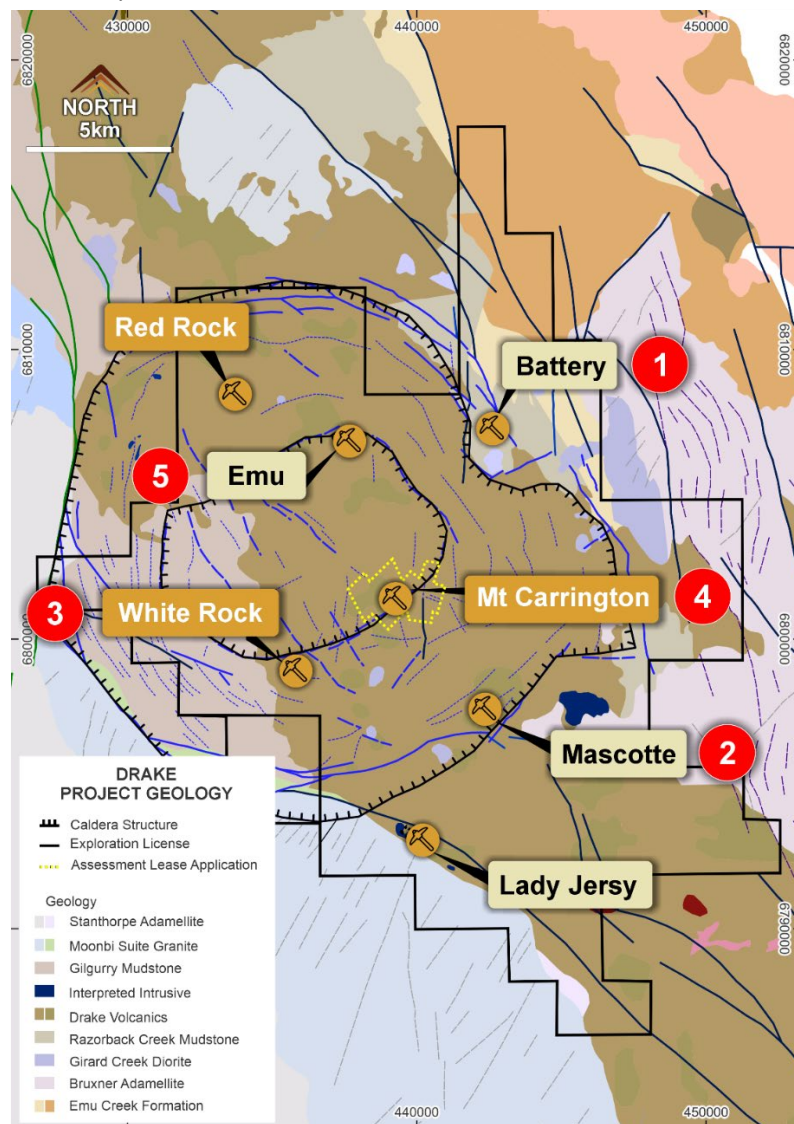 430000
440000
450000
6820000
6820000
NORTH
5km
Red Rock
6810000
6810000
Battery
1
Emu
5
3
White Rock
Mt Carrington
4
6800000
6800000
Mascotte
2
DRAKE
PROJECT GEOLOGY
Caldera Structure
Exploration License
Assessment Lease Application
Lady Jersy
Geology
Stanthorpe Adamellite
Moonbi Suite Granite
Gilgurry Mudstone
Interpreted Intrusive
Drake Volcanics
Razorback Creek Mudstone
Girard Creek Diorite
Bruxner Adamellite
Emu Creek Formation
6790000
440000
450000